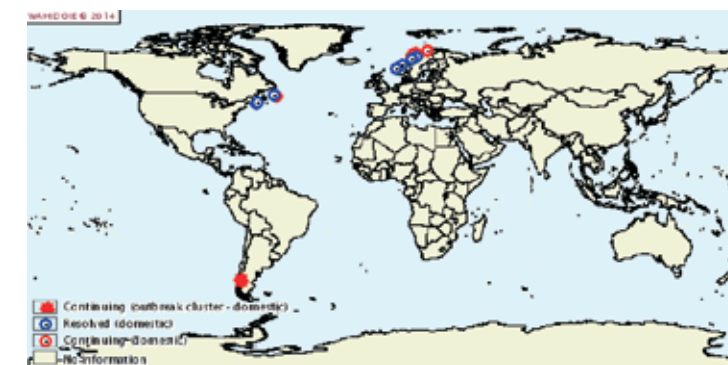 WAHID OIE © 2014
Continuing (outbreak cluster - domestic)
Resolved (domestic)
Continuing-domestic)
No information